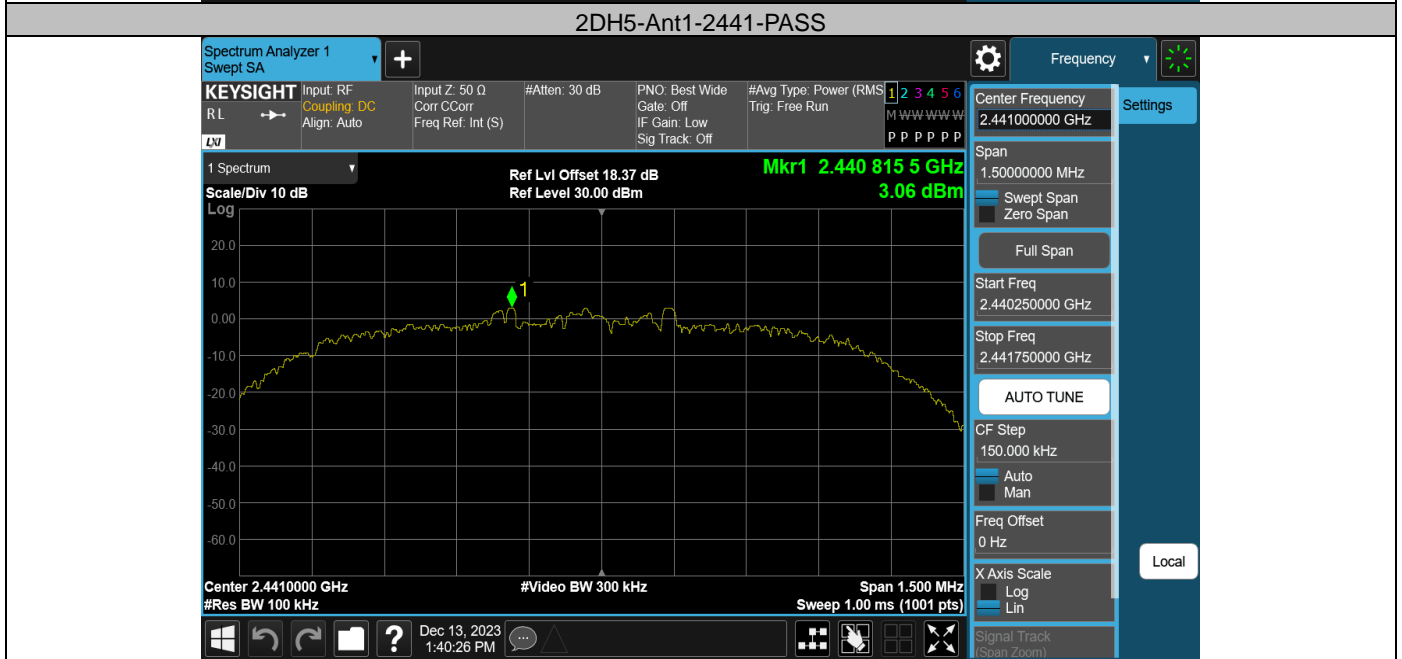 2DH5-Ant1-2441-PASS
Spectrum Analyzer 1
Swept SA
Frequency
KEYSIGHT
R L
LXI
Input: RF
Coupling: DC
Align: Auto
Input Z: 50 Ω
Corr CCorr
Freq Ref: Int (S)
#Atten: 30 dB
PNO: Best Wide
Gate: Off
IF Gain: Low
Sig Track: Off
#Avg Type: Power (RMS
Trig: Free Run
1 2 3 4 5 6
M W W W W W
P P P P P P
Center Frequency
2.441000000 GHz
Settings
1 Spectrum
Scale/Div 10 dB
Ref Lvl Offset 18.37 dB
Ref Level 30.00 dBm
Mkr1 2.440 815 5 GHz
3.06 dBm
Log
20.0
10.0
0.00
-10.0
-20.0
-30.0
-40.0
-50.0
-60.0
1
Span
1.50000000 MHz
Swept Span
Zero Span
Full Span
Start Freq
2.440250000 GHz
Stop Freq
2.441750000 GHz
AUTO TUNE
CF Step
150.000 kHz
Auto
Man
Freq Offset
0 Hz
X Axis Scale
Log
Lin
Signal Track
(Span Zoom)
Local
Center 2.4410000 GHz
#Video BW 300 kHz
Span 1.500 MHz
#Res BW 100 kHz
Sweep 1.00 ms (1001 pts)
?
Dec 13, 2023
1:40:26 PM